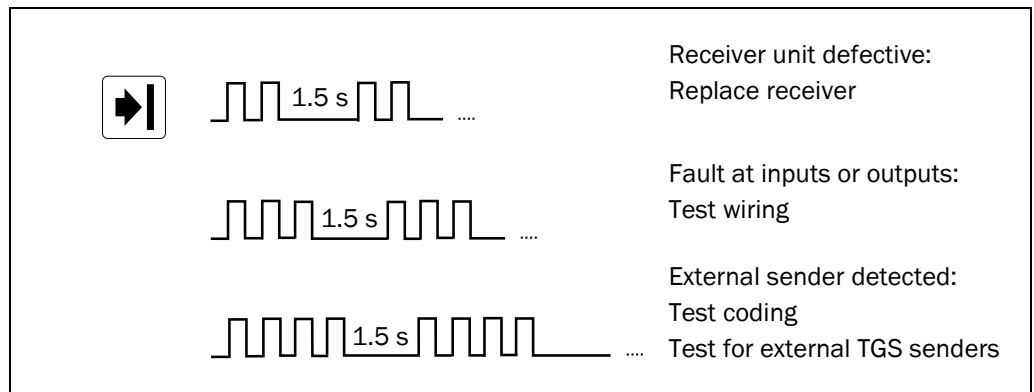 Receiver unit defective:
1.5 s .... Replace receiver
Fault at inputs or outputs:
1.5 s .... Test wiring
External sender detected:
Test coding
1.5 s .... Test for external TGS senders